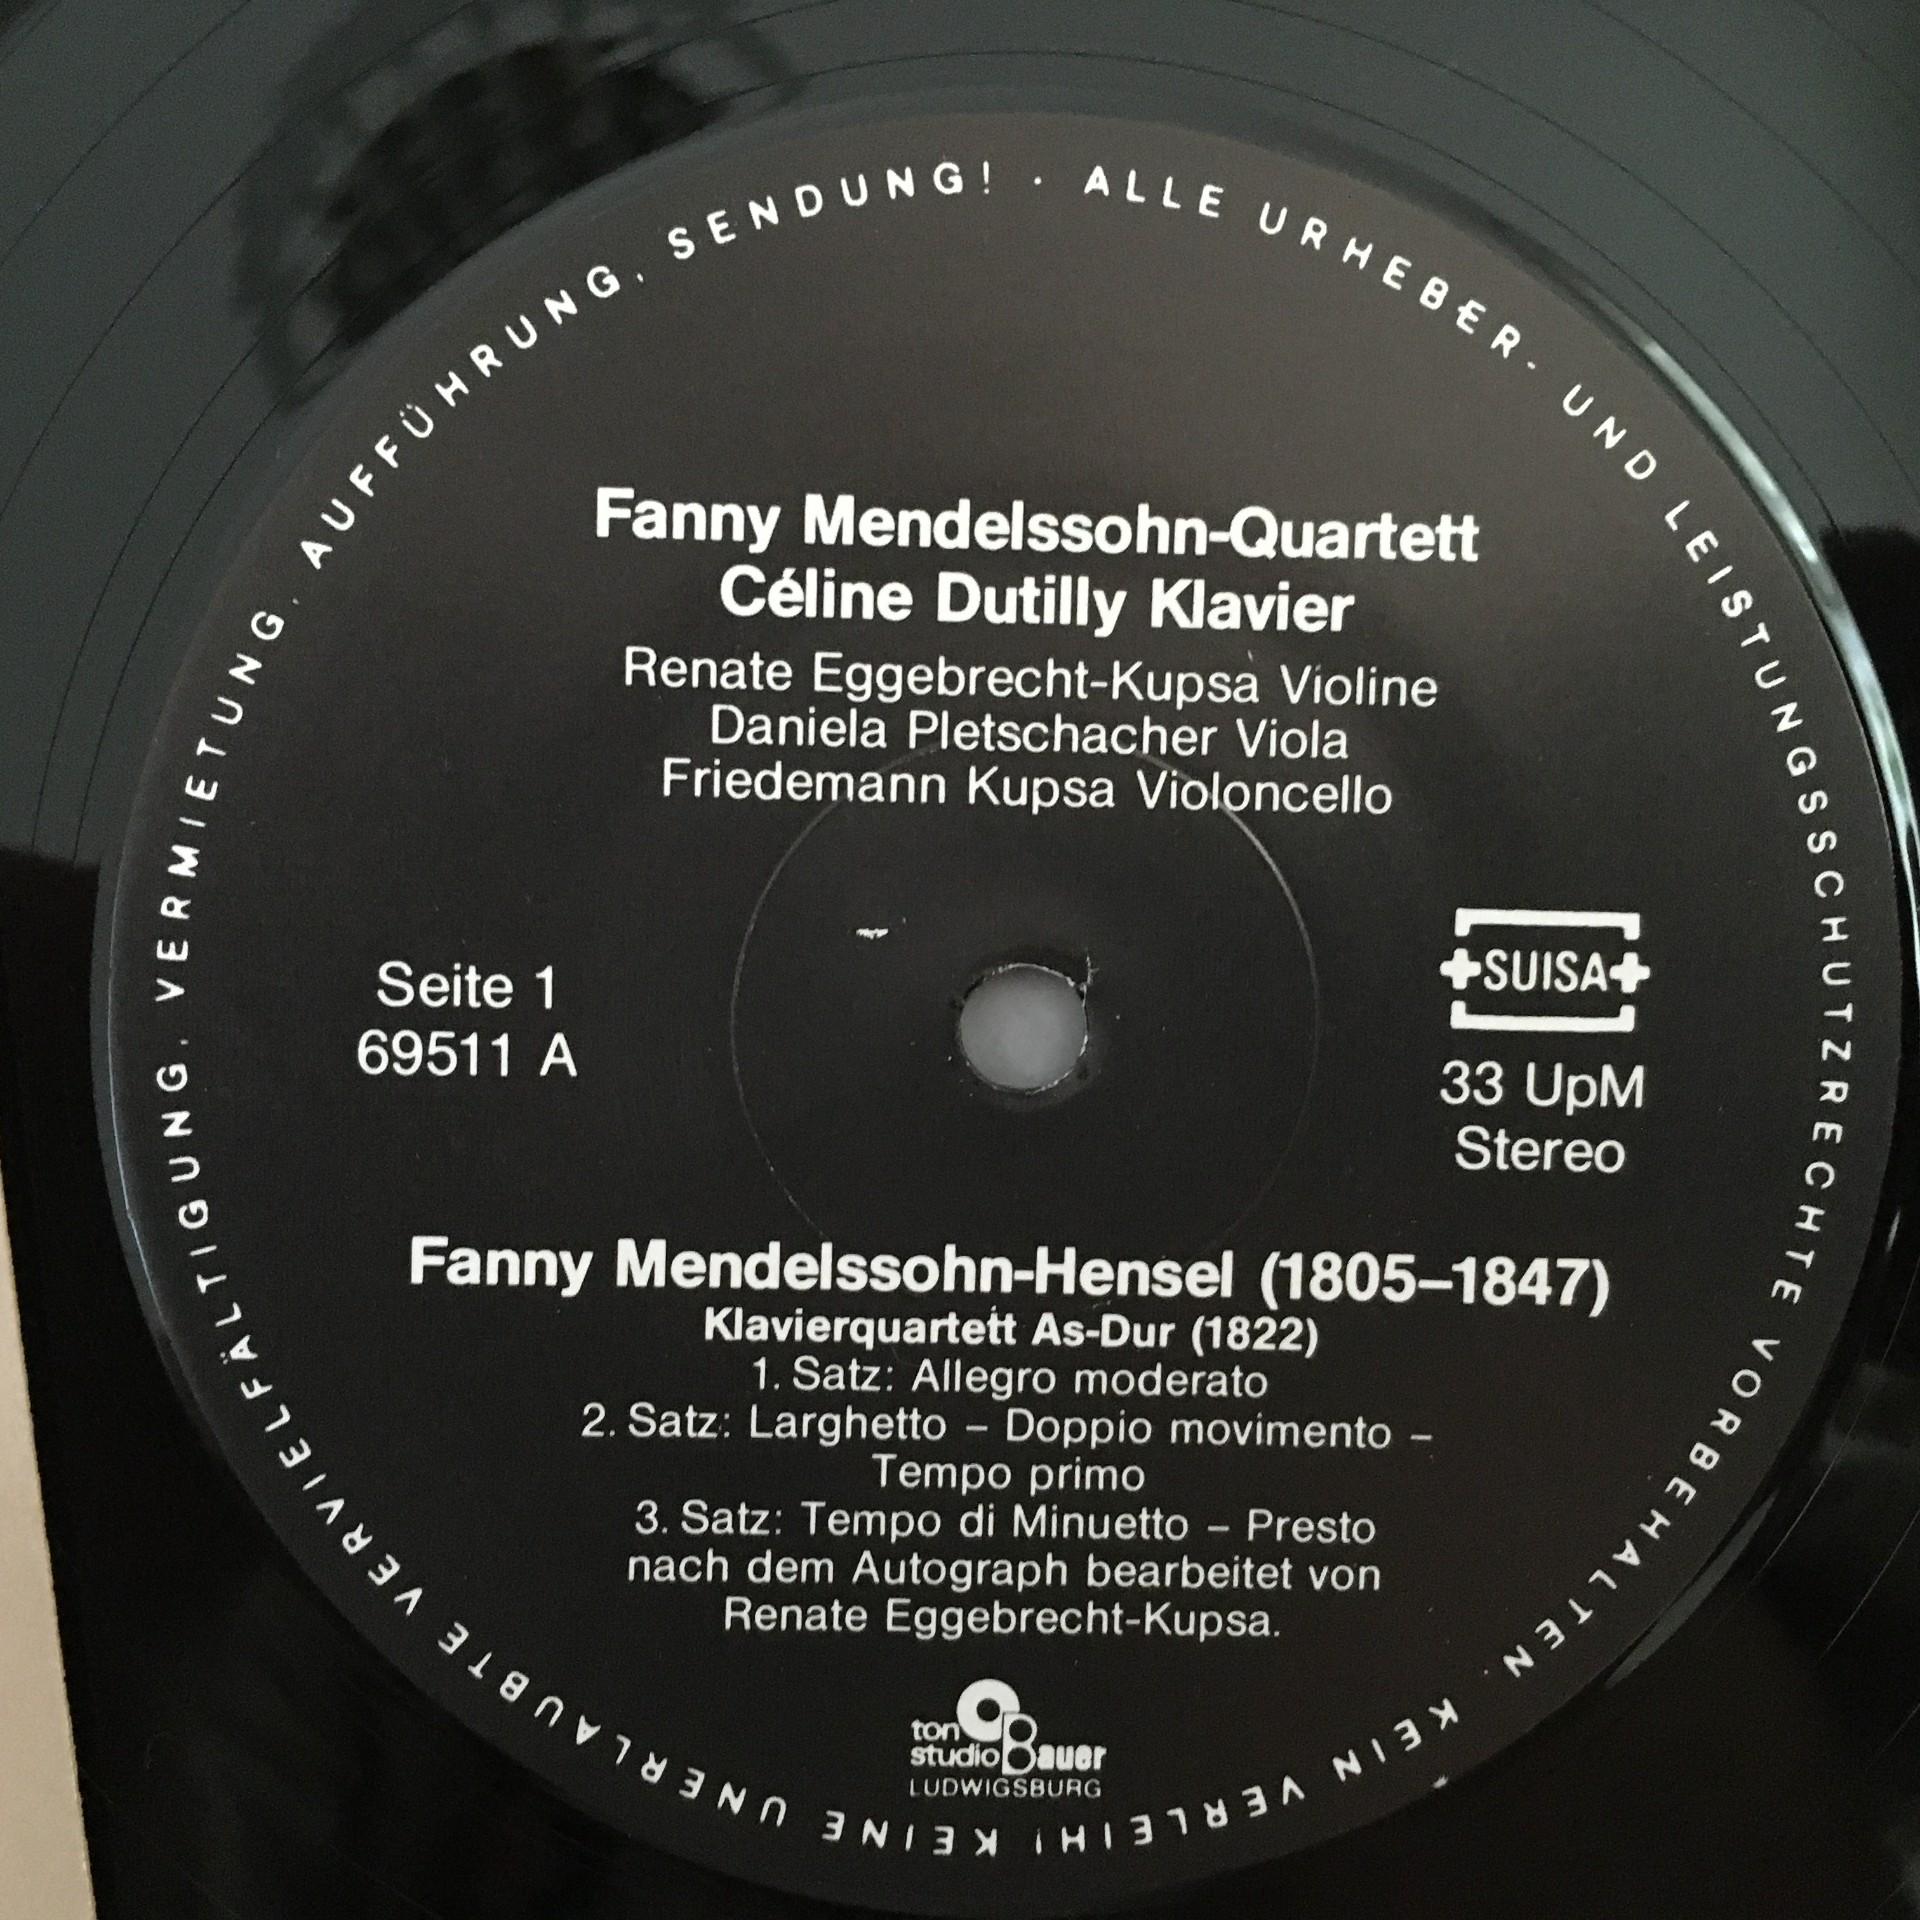 ALLE URHEBER- UND LEISTUNGSSCHUTZRECHTE VORBEHALTEN. KEIN VERLEIH! KEINE UNERLAUBTE VERVIELFÄLTIGUNG, VERMIETUNG, AUFFÜHRUNG, SENDUNG! ·
Fanny Mendelssohn-Quartett
Céline Dutilly Klavier
Renate Eggebrecht-Kupsa Violine
Daniela Pletschacher Viola
Friedemann Kupsa Violoncello
Seite 1
69511 A
SUISA
33 UpM
Stereo
Fanny Mendelssohn-Hensel (1805–1847)
Klavierquartett As-Dur (1822)
1. Satz: Allegro moderato
2. Satz: Larghetto – Doppio movimento –
Tempo primo
3. Satz: Tempo di Minuetto – Presto
nach dem Autograph bearbeitet von
Renate Eggebrecht-Kupsa.
ton
studio Bauer
LUDWIGSBURG